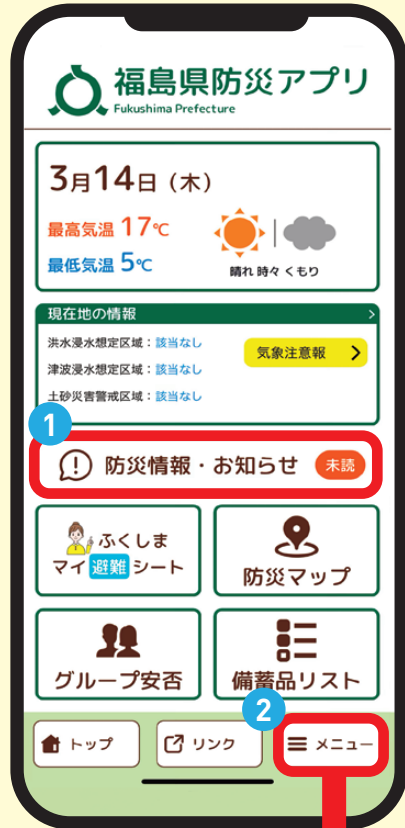 福島県防災アプリ
Fukushima Prefecture
3月14日（木）
最高気温 17℃
最低気温 5℃
晴れ 時々 くもり
現在地の情報 >
洪水浸水想定区域：該当なし
津波浸水想定区域：該当なし
土砂災害警戒区域：該当なし
気象注意報 >
1
防災情報・お知らせ 未読
ふくしま
マイ 避難 シート
防災マップ
グループ安否
備蓄品リスト
2
トップ
リンク
メニュー